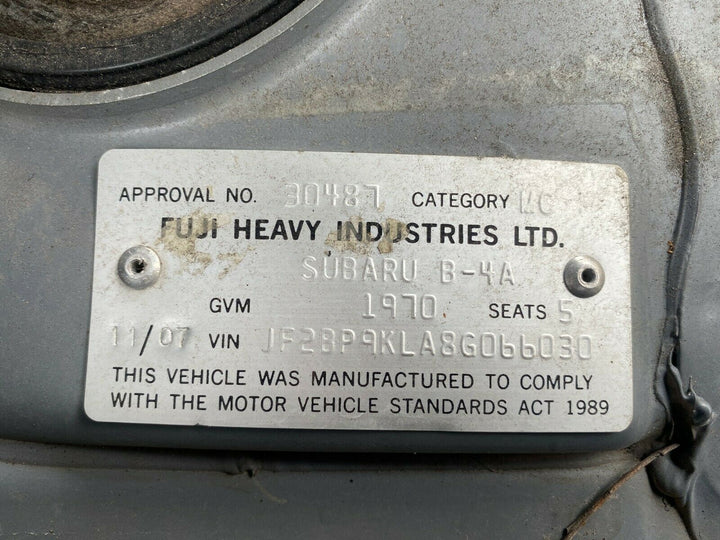 APPROVAL NO. 30487 CATEGORY MC
FUJI HEAVY INDUSTRIES LTD.
SUBARU B-4A
GVM 1970 SEATS 5
11/07 VIN JF2BP9KLA8G066030
THIS VEHICLE WAS MANUFACTURED TO COMPLY
WITH THE MOTOR VEHICLE STANDARDS ACT 1989